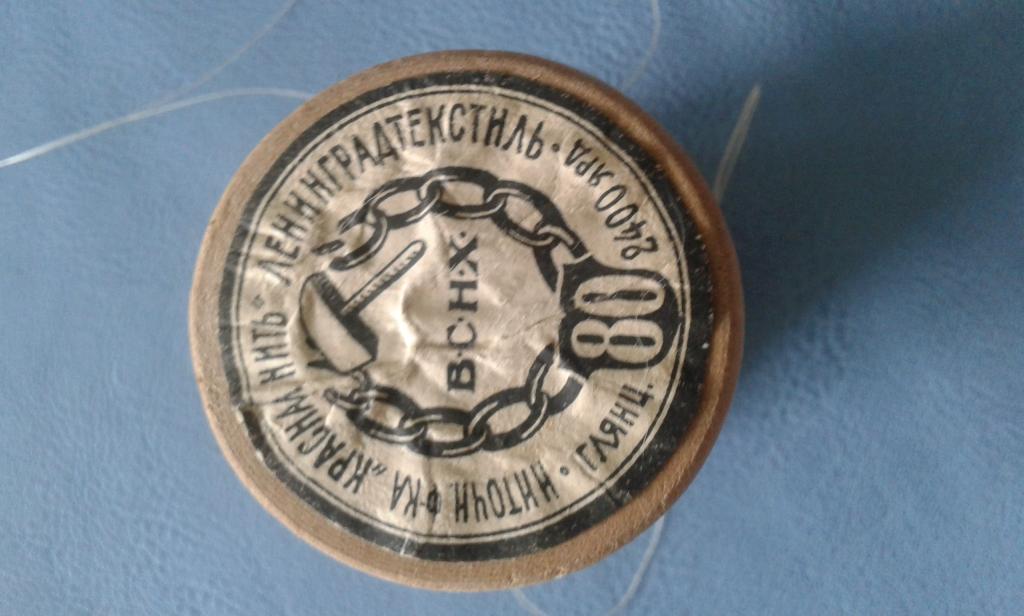 НИТОЧН. Ф-КА „КРАСНАЯ НИТЬ“ ЛЕНИНГРАДТЕКСТИЛЬ •
В.С.Н.Х.
80
2400 ЯРД
ГЛЯНЦ.